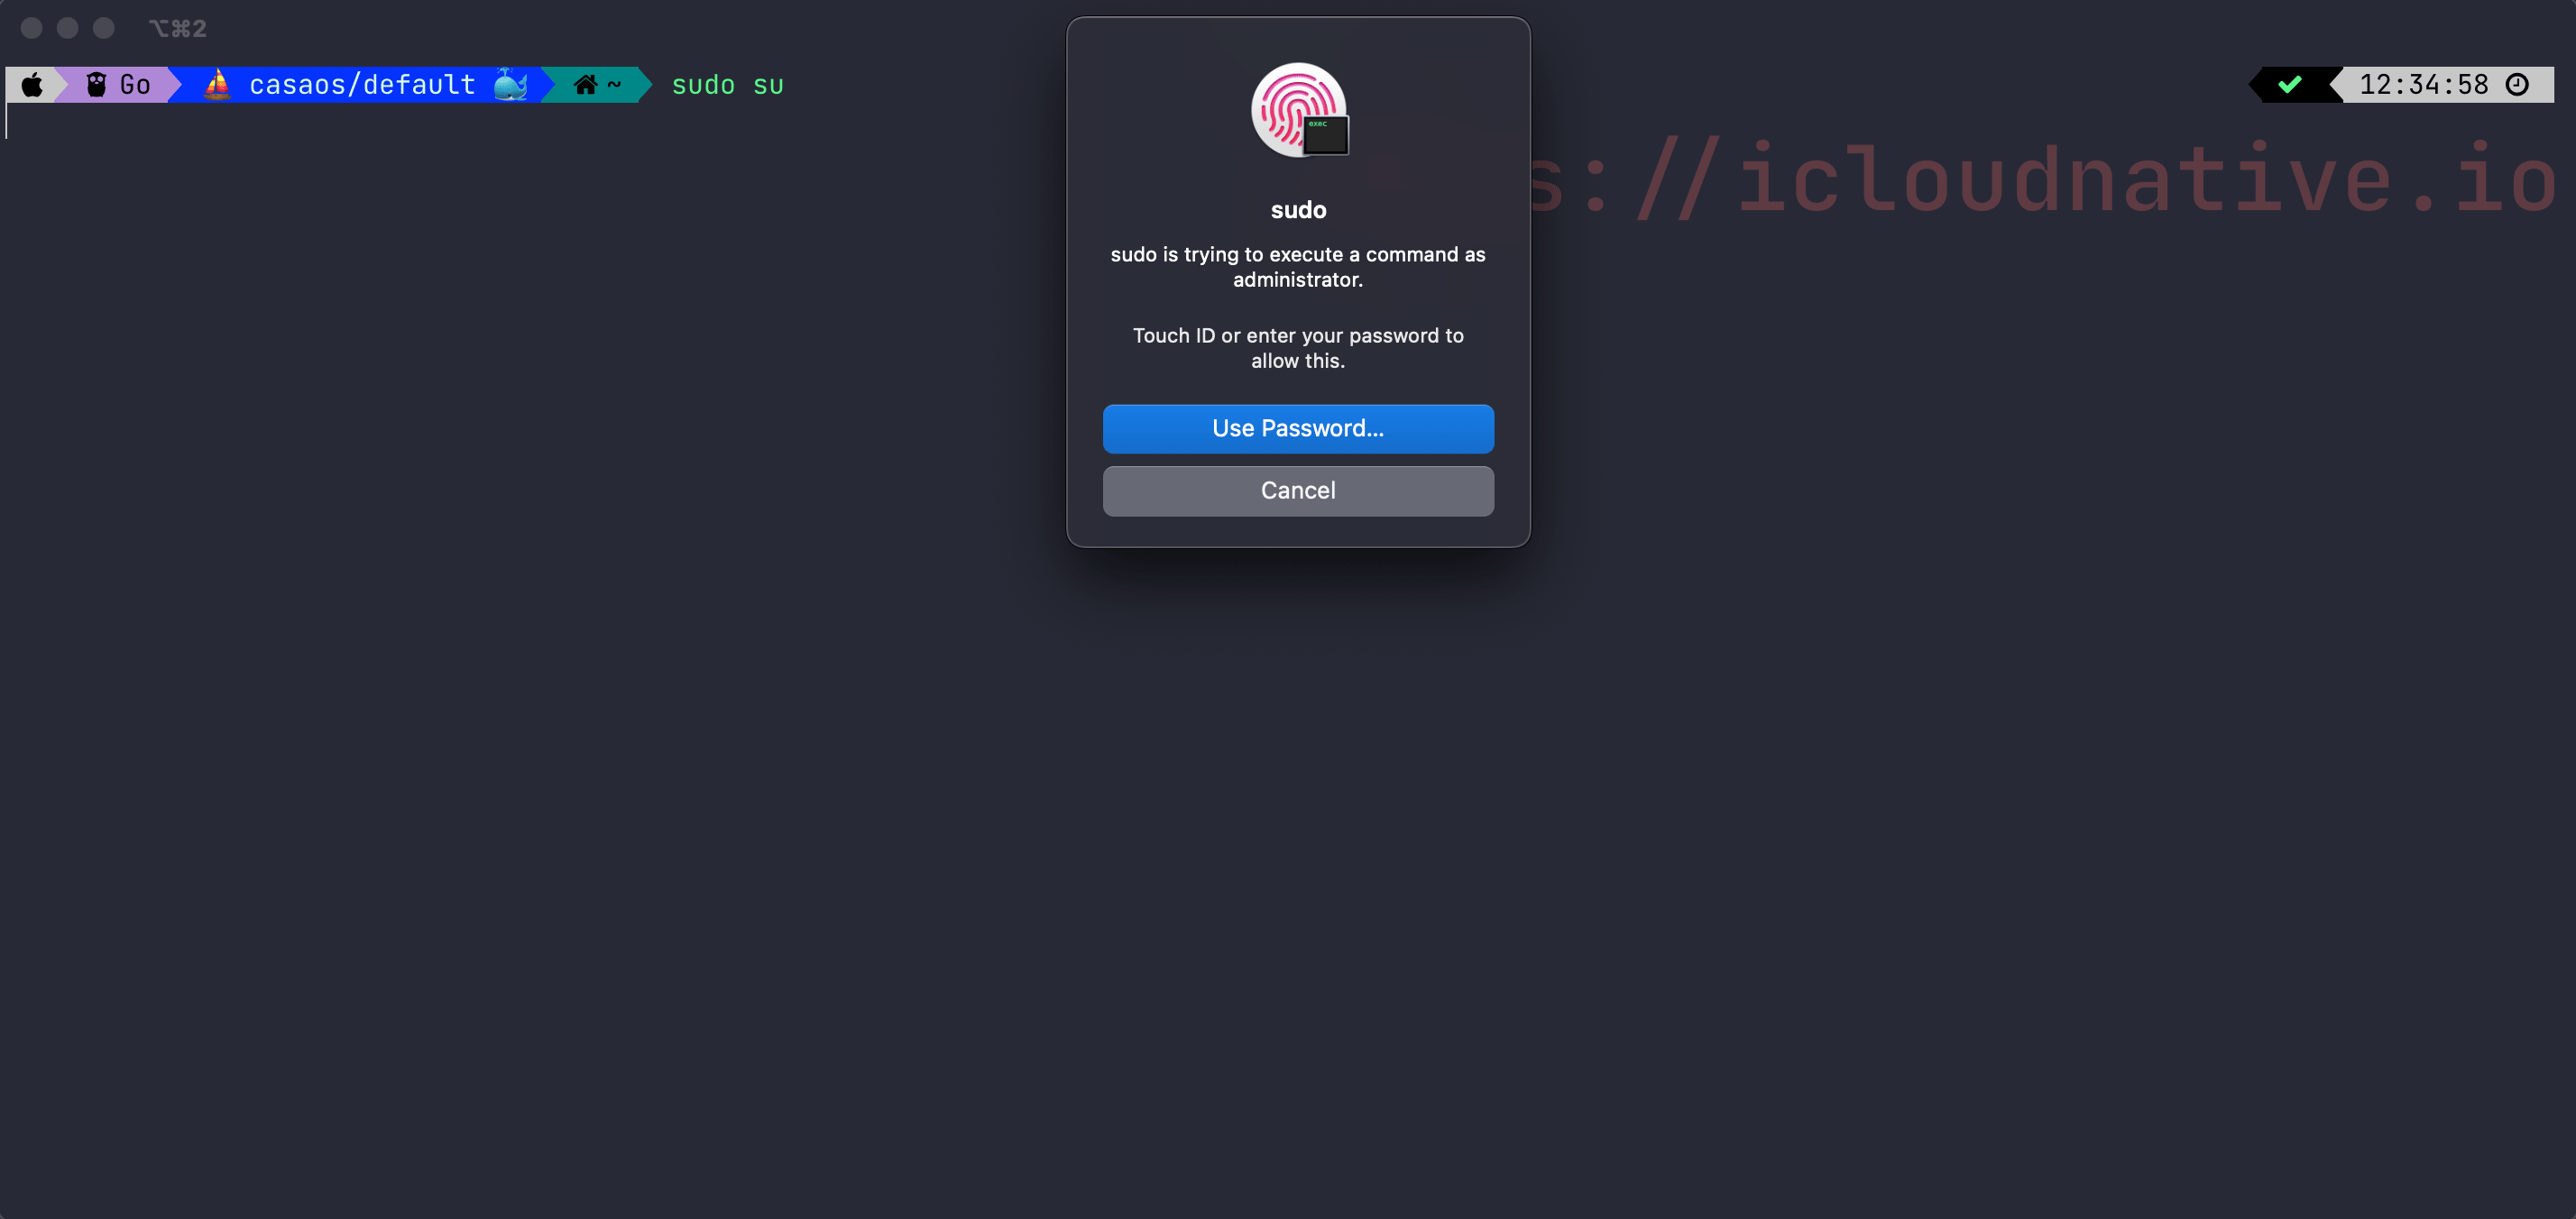 ⌥⌘2
Go casaos/default ~ sudo su
12:34:58
exec
s://icloudnative.io
sudo
sudo is trying to execute a command as
administrator.
Touch ID or enter your password to
allow this.
Use Password...
Cancel